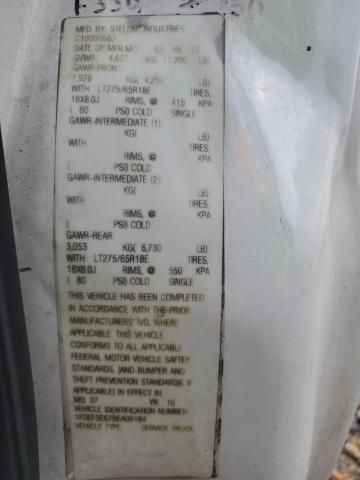 MFD. BY: STELLAR INDUSTRIES
C10000662
DATE OF MFR.MO. 03 YR 10
GVWR: 4,627 KG( 10,200 LB)
GAWR-FRONT
1,928 KG( 4,250 LB)
WITH LT275/65R18E TIRES,
18X8.0J RIMS, @ 415 KPA
( 60 PSI) COLD SINGLE
GAWR-INTERMEDIATE (1)
KG( LB)
WITH TIRES,
RIMS, @ KPA
( PSI) COLD
GAWR-INTERMEDIATE (2)
KG( LB)
WITH TIRES,
RIMS, @ KPA
( PSI) COLD
GAWR-REAR
3,053 KG( 6,730 LB)
WITH LT275/65R18E TIRES,
18X8.0J RIMS, @ 550 KPA
( 80 PSI) COLD SINGLE
THIS VEHICLE HAS BEEN COMPLETED
IN ACCORDANCE WITH THE PRIOR
MANUFACTURERS' IVD, WHERE
APPLICABLE. THIS VEHICLE
CONFORMS TO ALL APPLICABLE
FEDERAL MOTOR VEHICLE SAFTEY
STANDARDS, [AND BUMPER AND
THEFT PREVENTION STANDARDS, IF
APPLICABLE] IN EFFECT IN,
MO. 07 YR 10
VEHICLE IDENTIFICATION NUMBER
VEHICLE TYPE SERVICE TRUCK